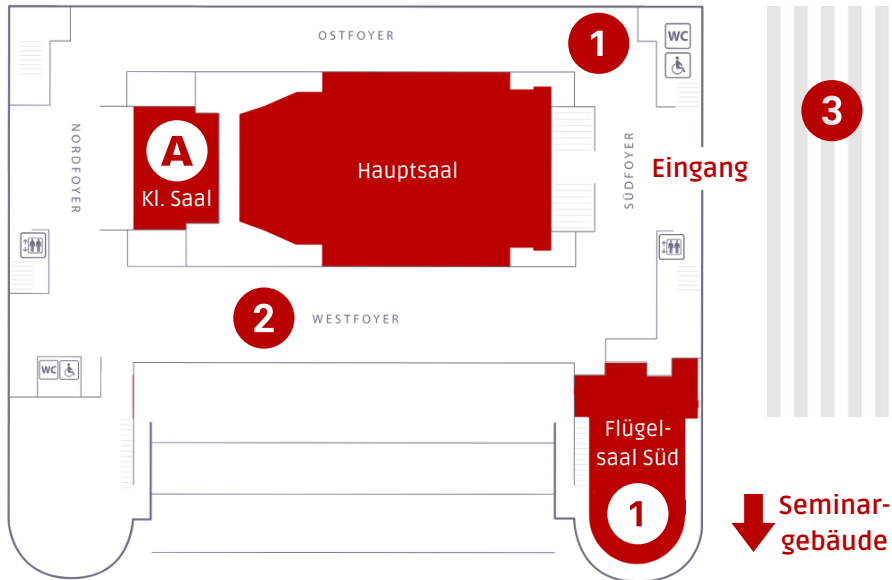 OSTFOYER
1
WC
3
NORDFOYER
A
Kl. Saal
Hauptsaal
SÜDFOYER
Eingang
2
WESTFOYER
WC
Flügel-
saal Süd
1
Seminar-
gebäude